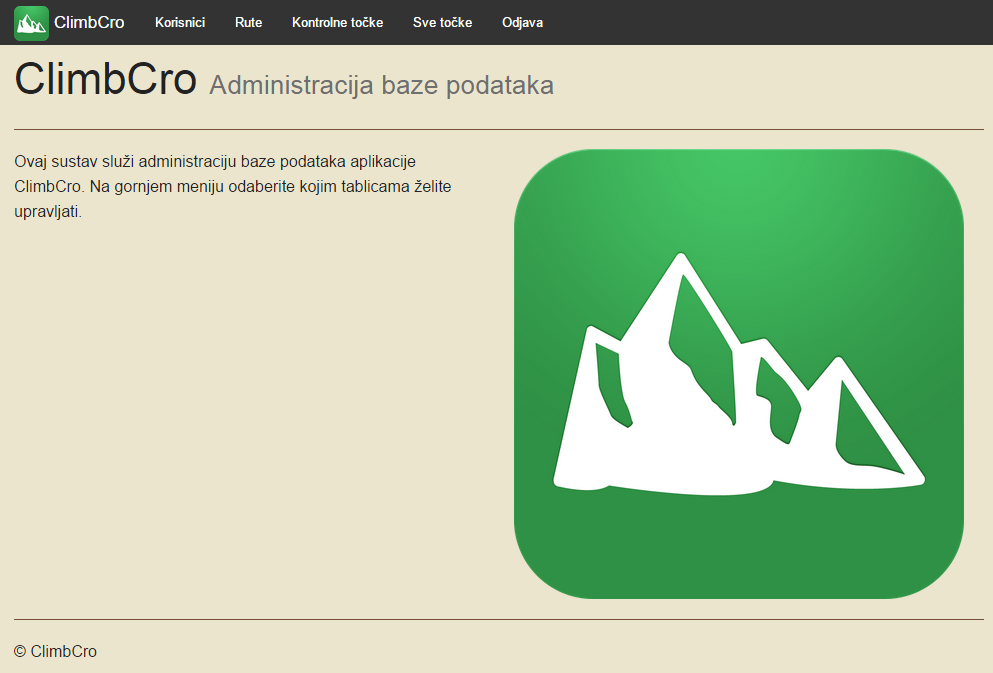 ClimbCro Korisnici Rute Kontrolne točke Sve točke Odjava
ClimbCro Administracija baze podataka
Ovaj sustav služi administraciju baze podataka aplikacije
ClimbCro. Na gornjem meniju odaberite kojim tablicama želite
upravljati.
© ClimbCro